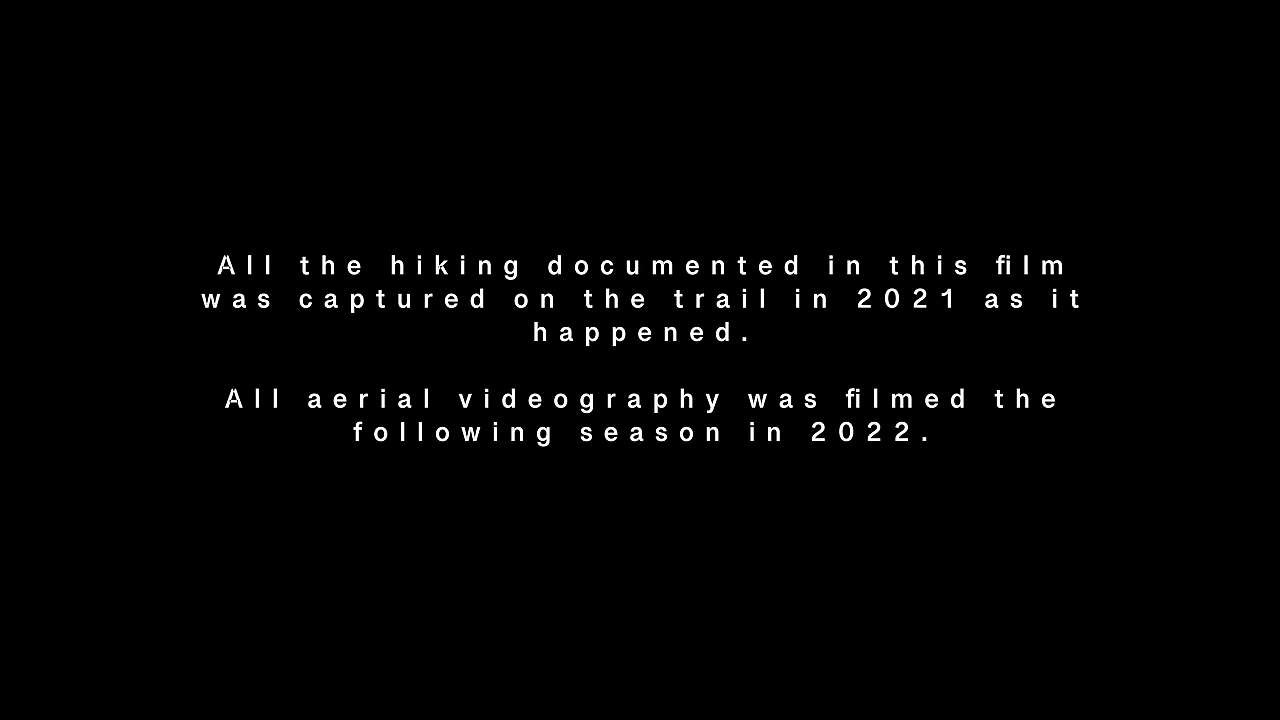 All the hiking documented in this film
was captured on the trail in 2021 as it
happened.
All aerial videography was filmed the
following season in 2022.